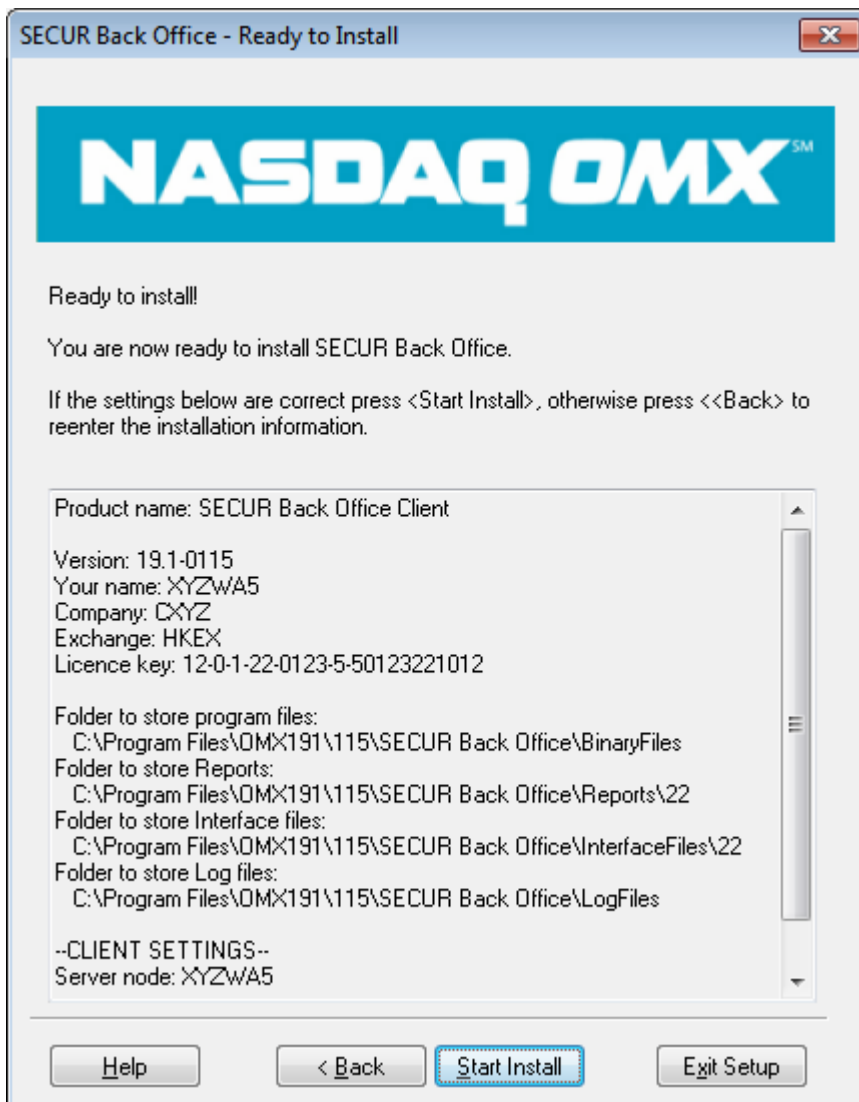 SECUR Back Office - Ready to Install
NASDAQ OMX SM
Ready to install!
You are now ready to install SECUR Back Office.
If the settings below are correct press <Start Install>, otherwise press <<Back> to
reenter the installation information.
Product name: SECUR Back Office Client
Version: 19.1-0115
Your name: XYZWA5
Company: CXYZ
Exchange: HKEX
Licence key: 12-0-1-22-0123-5-50123221012
Folder to store program files:
C:\Program Files\OMX191\115\SECUR Back Office\BinaryFiles
Folder to store Reports:
C:\Program Files\OMX191\115\SECUR Back Office\Reports\22
Folder to store Interface files:
C:\Program Files\OMX191\115\SECUR Back Office\InterfaceFiles\22
Folder to store Log files:
C:\Program Files\OMX191\115\SECUR Back Office\LogFiles
--CLIENT SETTINGS--
Server node: XYZWA5
Help < Back Start Install Exit Setup